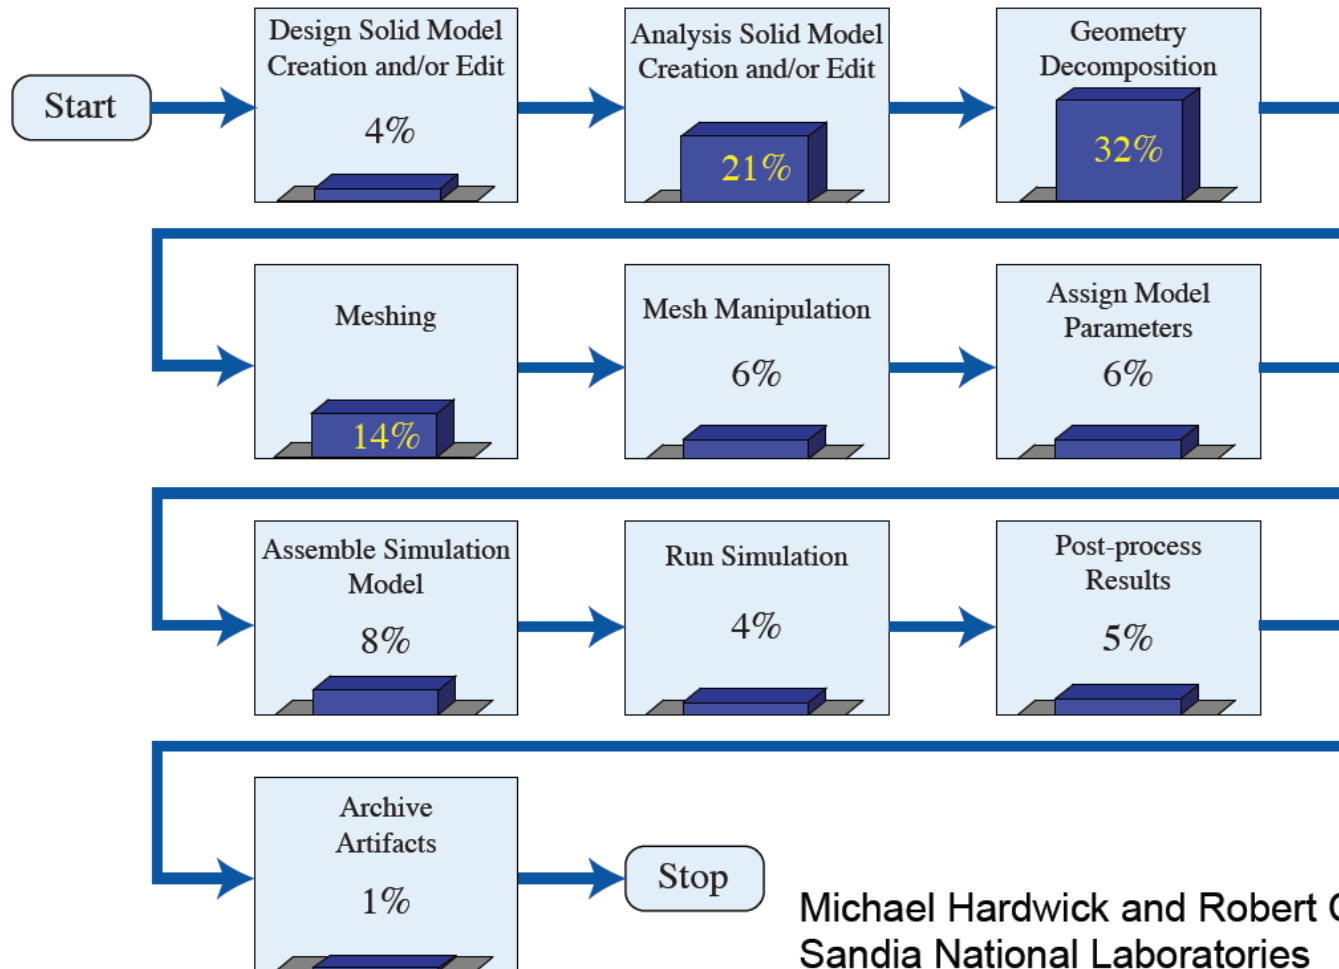 Start
Design Solid Model
Creation and/or Edit
4%
Analysis Solid Model
Creation and/or Edit
21%
Geometry
Decomposition
32%
Meshing
14%
Mesh Manipulation
6%
Assign Model
Parameters
6%
Assemble Simulation
Model
8%
Run Simulation
4%
Post-process
Results
5%
Archive
Artifacts
1%
Stop
Michael Hardwick and Robert
Sandia National Laboratories